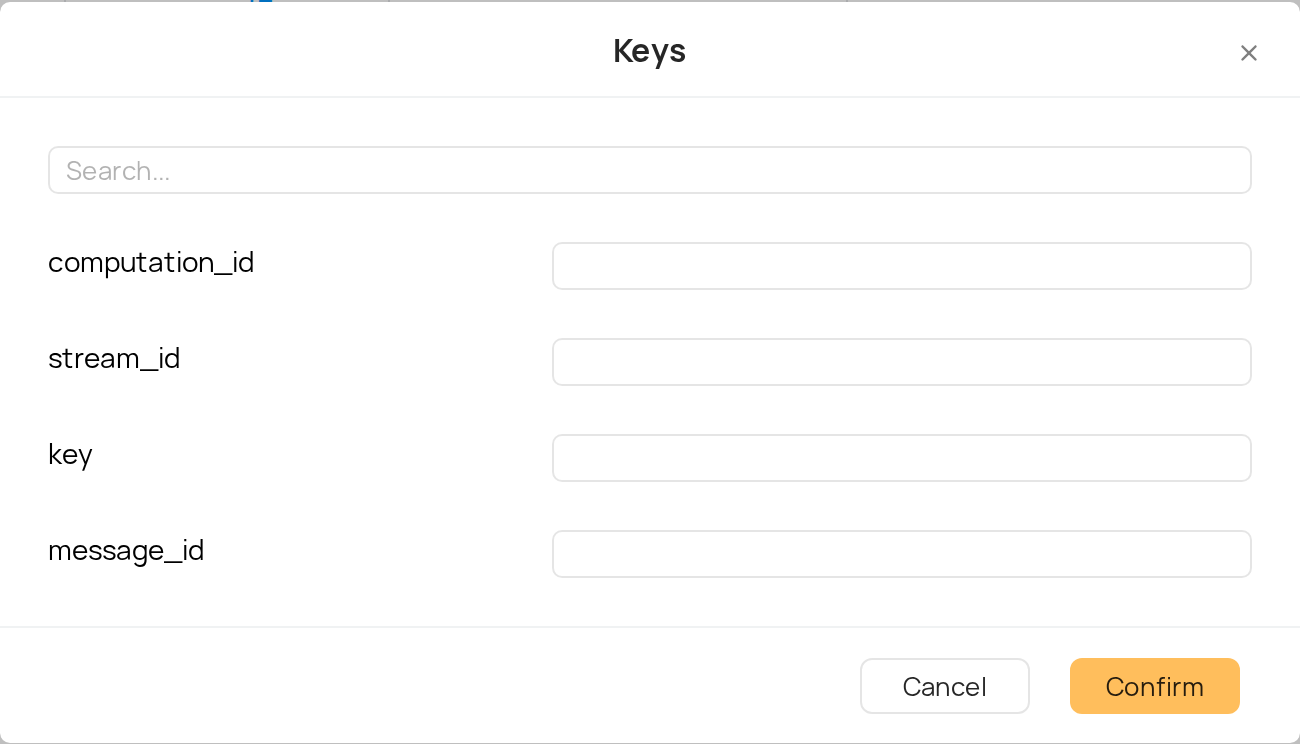 Keys
Search...
computation_id
stream_id
key
message_id
Cancel
Confirm